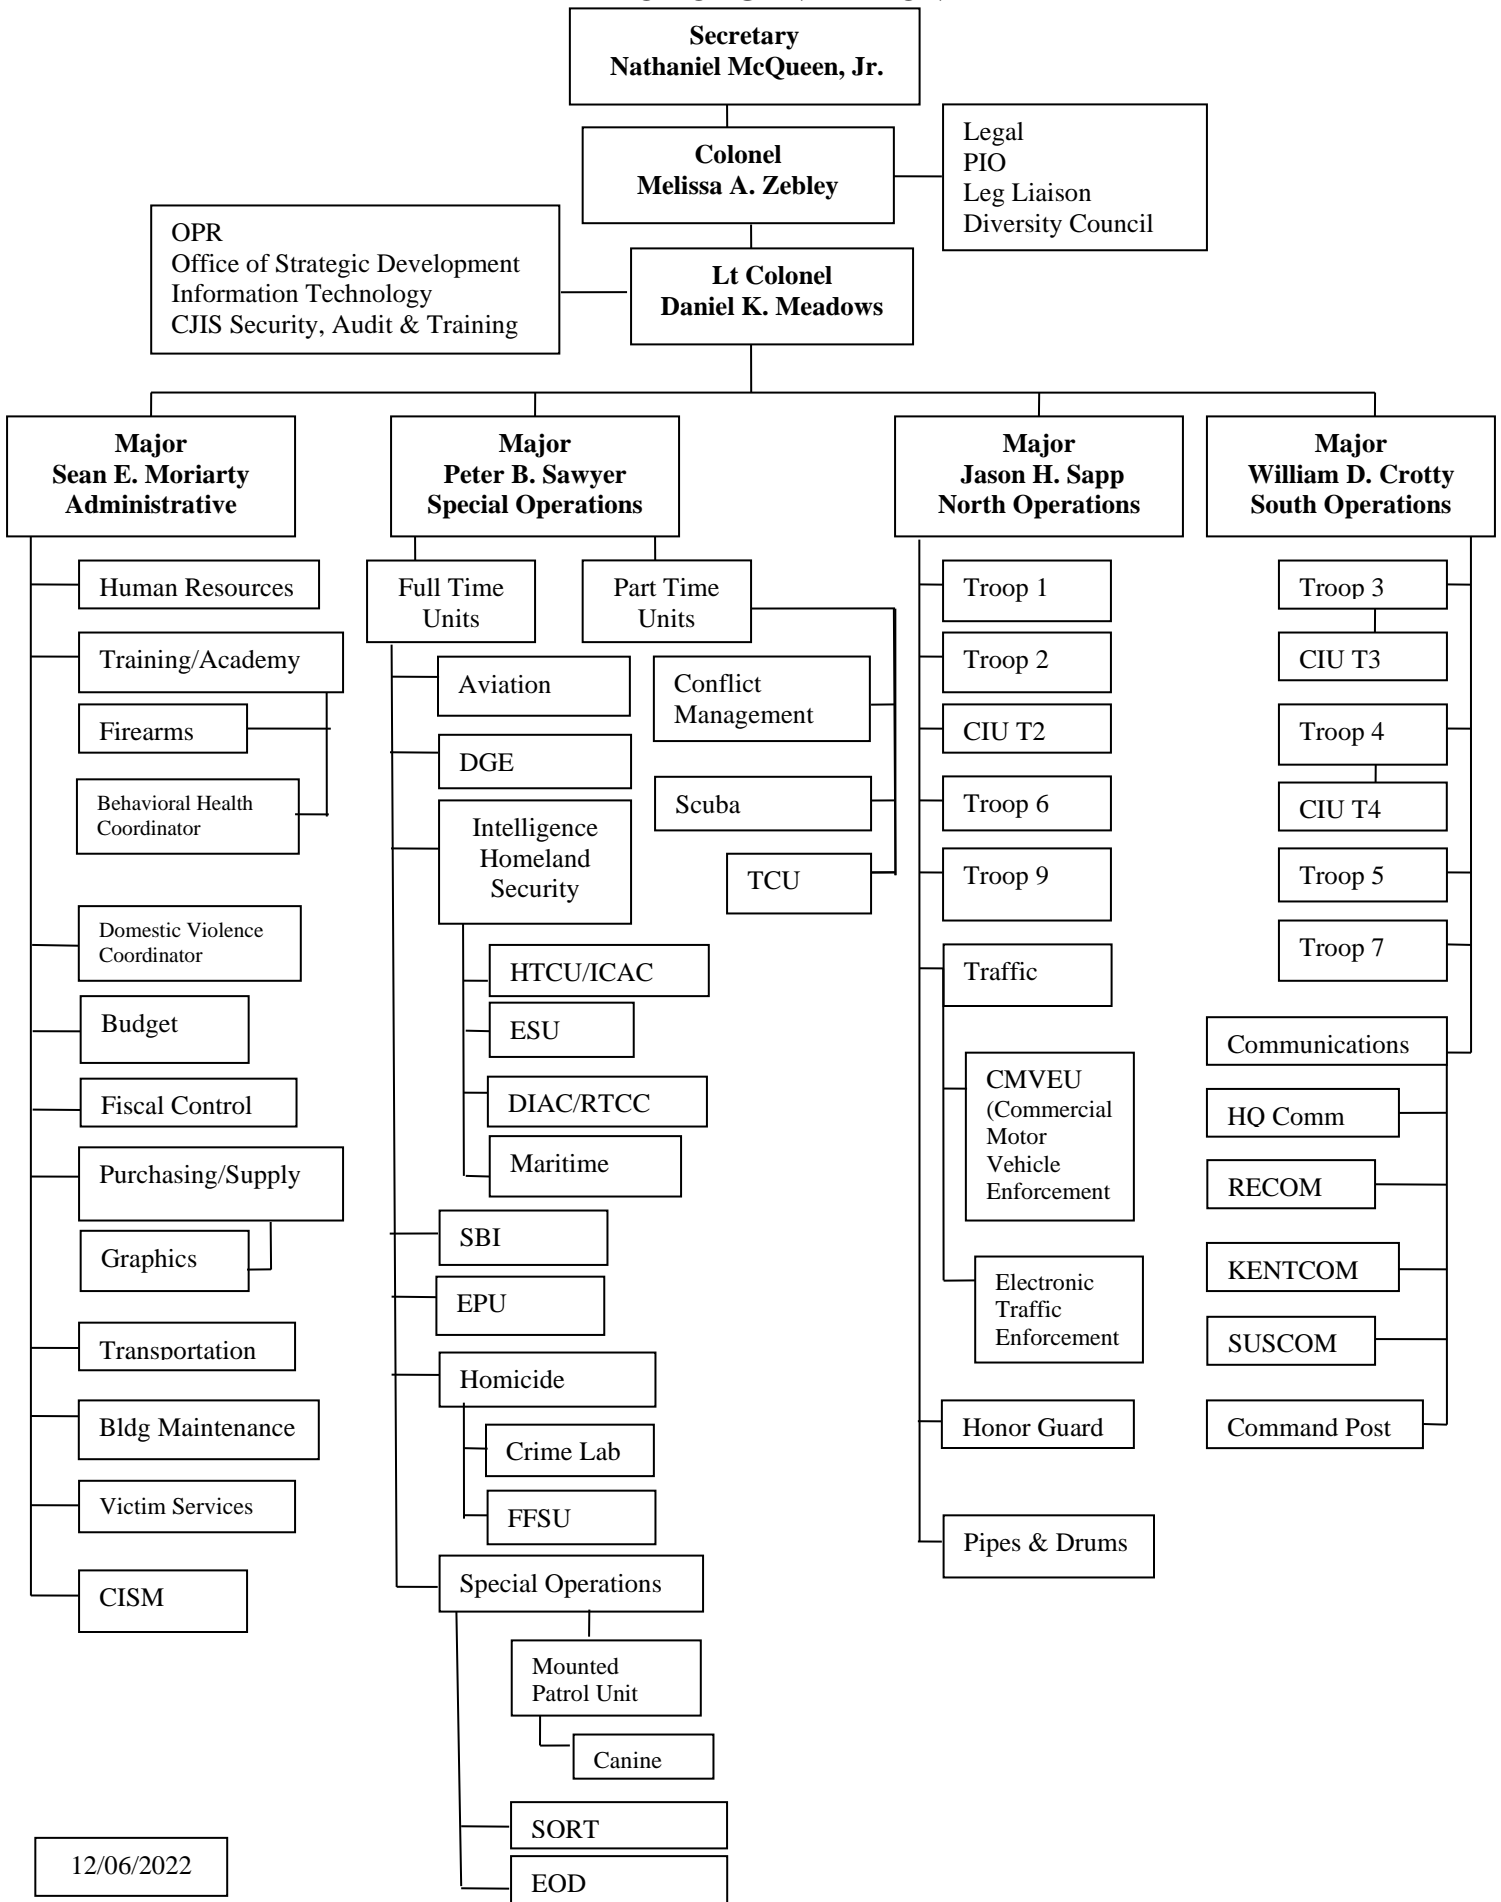 Secretary
Nathaniel McQueen, Jr.
Colonel
Melissa A. Zebley
Legal
PIO
Leg Liaison
Diversity Council
OPR
Office of Strategic Development
Information Technology
CJIS Security, Audit & Training
Lt Colonel
Daniel K. Meadows
Major
Sean E. Moriarty
Administrative
Human Resources
Training/Academy
Firearms
Behavioral Health
Coordinator
Domestic Violence
Coordinator
Budget
Fiscal Control
Purchasing/Supply
Graphics
Transportation
Bldg Maintenance
Victim Services
CISM
Major
Peter B. Sawyer
Special Operations
Full Time
Units
Aviation
DGE
Intelligence
Homeland
Security
HTCU/ICAC
ESU
DIAC/RTCC
Maritime
SBI
EPU
Homicide
Crime Lab
FFSU
Special Operations
Mounted
Patrol Unit
Canine
SORT
EOD
Part Time
Units
Conflict
Management
Scuba
TCU
Major
Jason H. Sapp
North Operations
Troop 1
Troop 2
CIU T2
Troop 6
Troop 9
Traffic
CMVEU
(Commercial
Motor
Vehicle
Enforcement
Electronic
Traffic
Enforcement
Honor Guard
Pipes & Drums
Major
William D. Crotty
South Operations
Troop 3
CIU T3
Troop 4
CIU T4
Troop 5
Troop 7
Communications
HQ Comm
RECOM
KENTCOM
SUSCOM
Command Post
12/06/2022